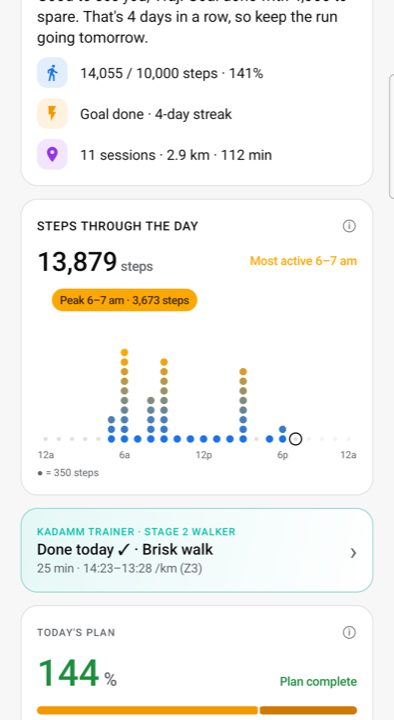 spare. That's 4 days in a row, so keep the run
going tomorrow.
14,055 / 10,000 steps · 141%
Goal done · 4-day streak
11 sessions · 2.9 km · 112 min
STEPS THROUGH THE DAY
13,879 steps
Most active 6–7 am
Peak 6–7 am · 3,673 steps
12a 6a 12p 6p 12a
● = 350 steps
KADAMM TRAINER · STAGE 2 WALKER
Done today ✓ · Brisk walk
25 min · 14:23–13:28 /km (Z3)
TODAY'S PLAN
144 %
Plan complete